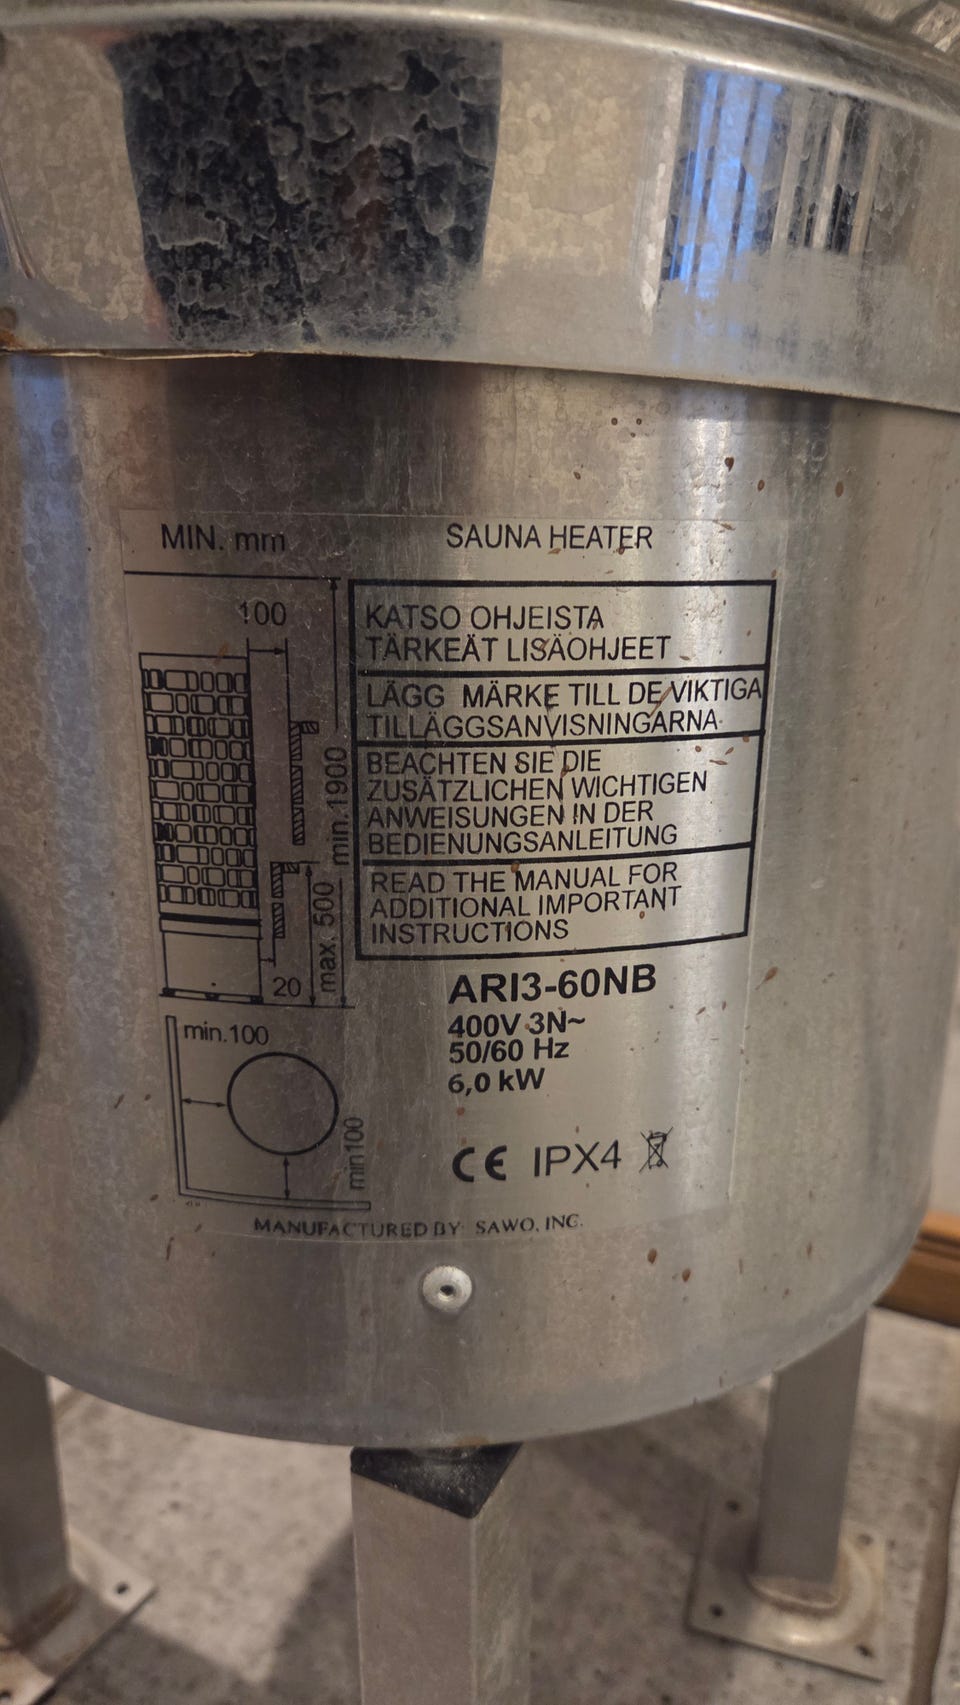 MIN. mm
SAUNA HEATER
100
min.1900
max. 500
20
KATSO OHJEISTA
TÄRKEÄT LISÄOHJEET
LÄGG MÄRKE TILL DE VIKTIGA
TILLÄGGSANVISNINGARNA
BEACHTEN SIE DIE
ZUSÄTZLICHEN WICHTIGEN
ANWEISUNGEN IN DER
BEDIENUNGSANLEITUNG
READ THE MANUAL FOR
ADDITIONAL IMPORTANT
INSTRUCTIONS
ARI3-60NB
400V 3N~
50/60 Hz
6,0 kW
min.100
min100
CE IPX4
MANUFACTURED BY: SAWO, INC.